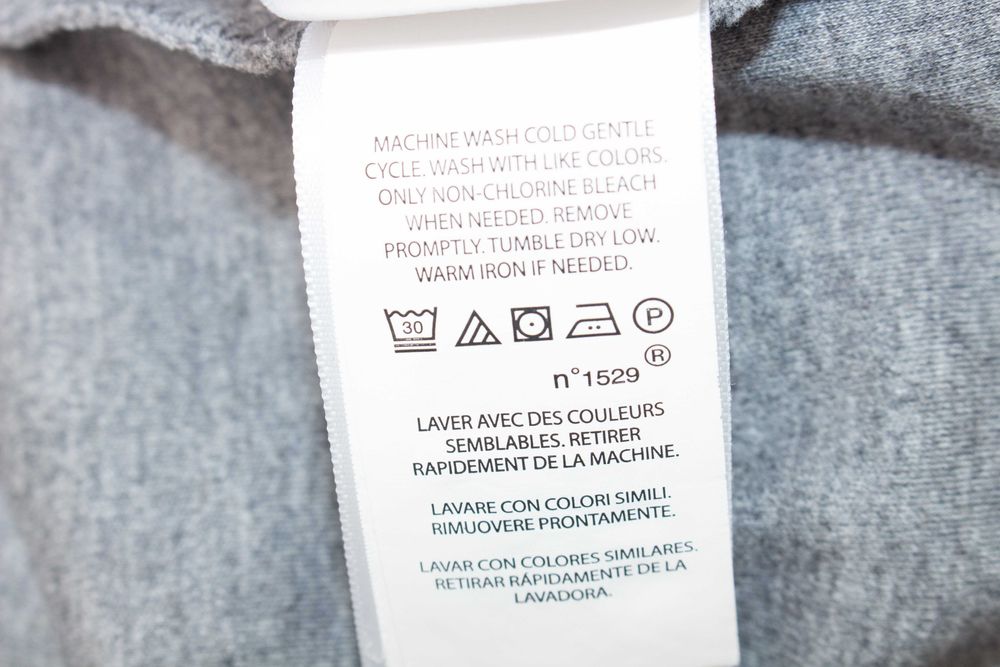 MACHINE WASH COLD GENTLE
CYCLE. WASH WITH LIKE COLORS.
ONLY NON-CHLORINE BLEACH
WHEN NEEDED. REMOVE
PROMPTLY. TUMBLE DRY LOW.
WARM IRON IF NEEDED.
30 P
®
n°1529
LAVER AVEC DES COULEURS
SEMBLABLES. RETIRER
RAPIDEMENT DE LA MACHINE.
LAVARE CON COLORI SIMILI.
RIMUOVERE PRONTAMENTE.
LAVAR CON COLORES SIMILARES.
RETIRAR RÁPIDAMENTE DE LA
LAVADORA.